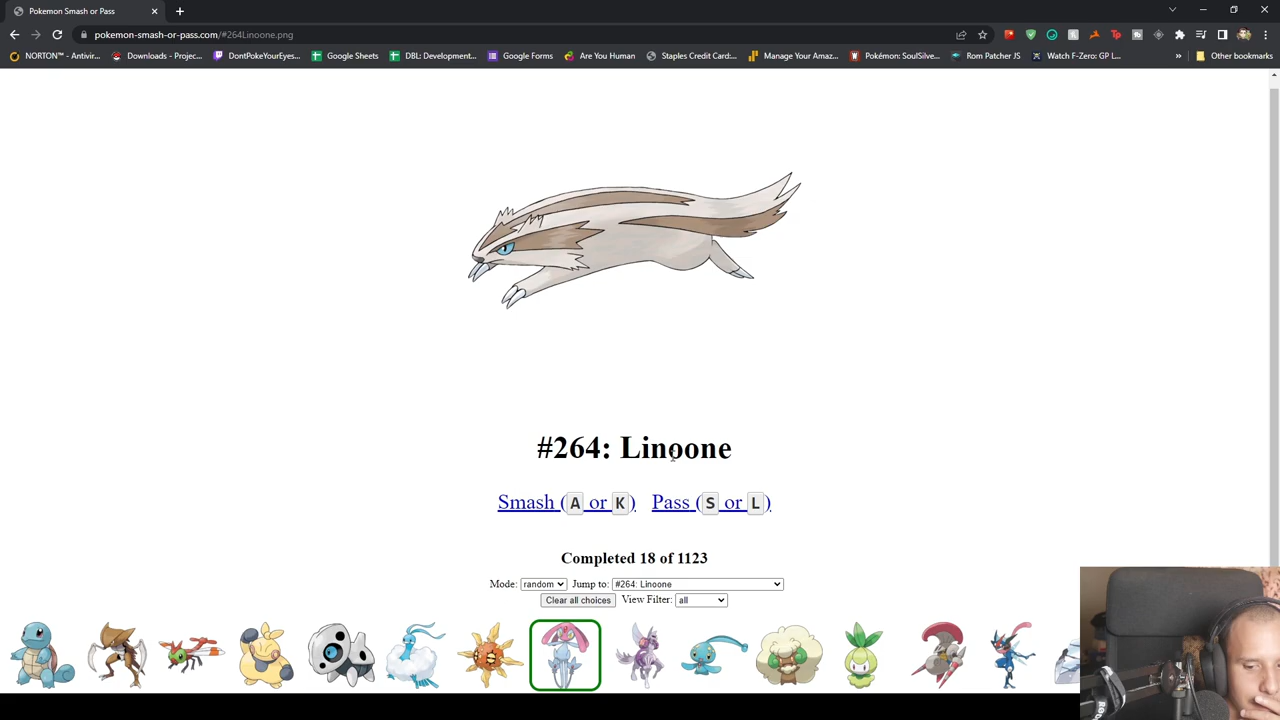 Pokemon Smash or Pass
pokemon-smash-or-pass.com/#264Linoone.png
NORTON™ - Antivir... Downloads - Projec... DontPokeYourEyes... Google Sheets DBL: Development... Google Forms Are You Human Staples Credit Card:... Manage Your Amaz... Pokémon: SoulSilve... Rom Patcher JS Watch F-Zero: GP L... » Other bookmarks
#264: Linoone
Smash (A or K) Pass (S or L)
Completed 18 of 1123
Mode: random Jump to: #264: Linoone
Clear all choices View Filter: all